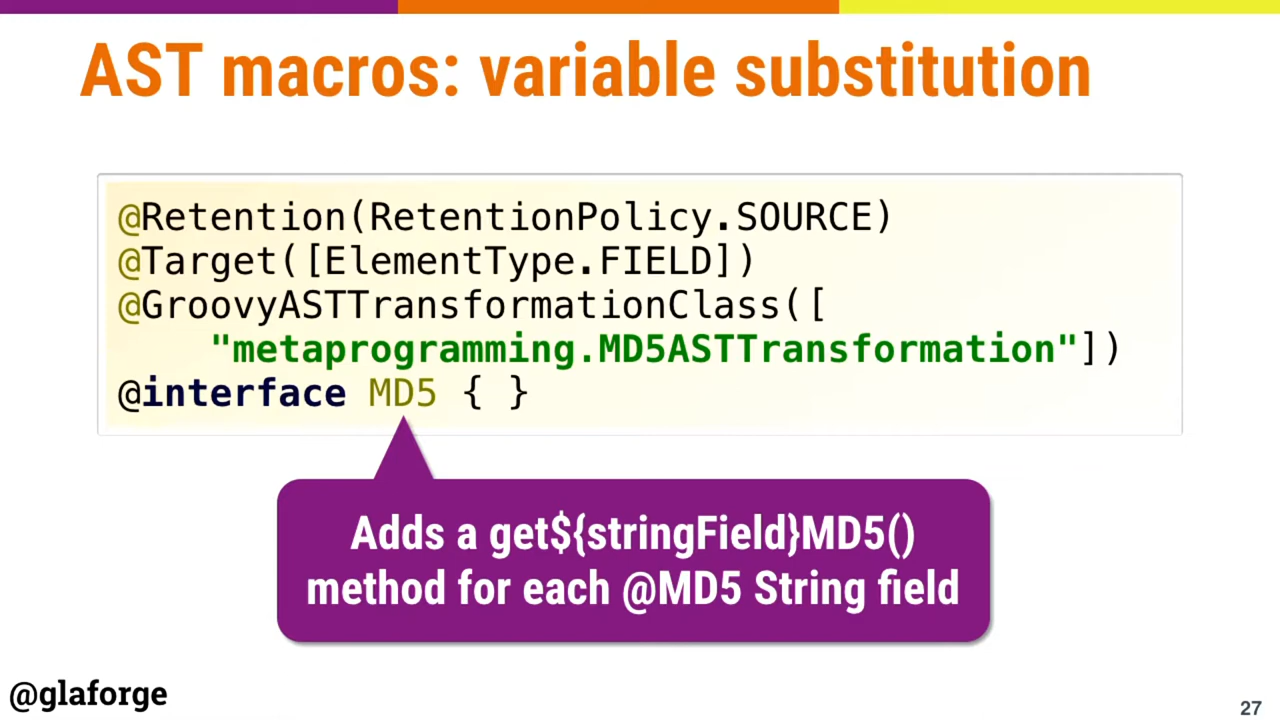 AST macros: variable substitution
@Retention(RetentionPolicy.SOURCE)
@Target([ElementType.FIELD])
@GroovyASTTransformationClass([
    "metaprogramming.MD5ASTTransformation"])
@interface MD5 { }
Adds a get${stringField}MD5()
method for each @MD5 String field
@glaforge
27